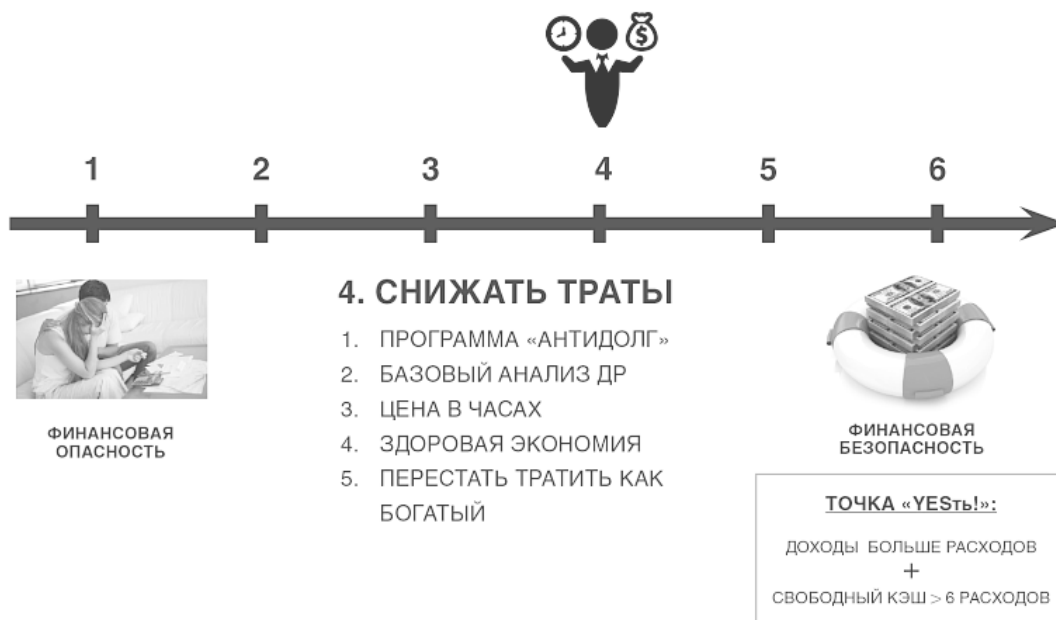 1 2 3 4 5 6
4. СНИЖАТЬ ТРАТЫ
1. ПРОГРАММА «АНТИДОЛГ»
2. БАЗОВЫЙ АНАЛИЗ ДР
3. ЦЕНА В ЧАСАХ
4. ЗДОРОВАЯ ЭКОНОМИЯ
5. ПЕРЕСТАТЬ ТРАТИТЬ КАК
БОГАТЫЙ
ФИНАНСОВАЯ
ОПАСНОСТЬ
ФИНАНСОВАЯ
БЕЗОПАСНОСТЬ
ТОЧКА «YESть!»:
ДОХОДЫ БОЛЬШЕ РАСХОДОВ
+
СВОБОДНЫЙ КЭШ > 6 РАСХОДОВ